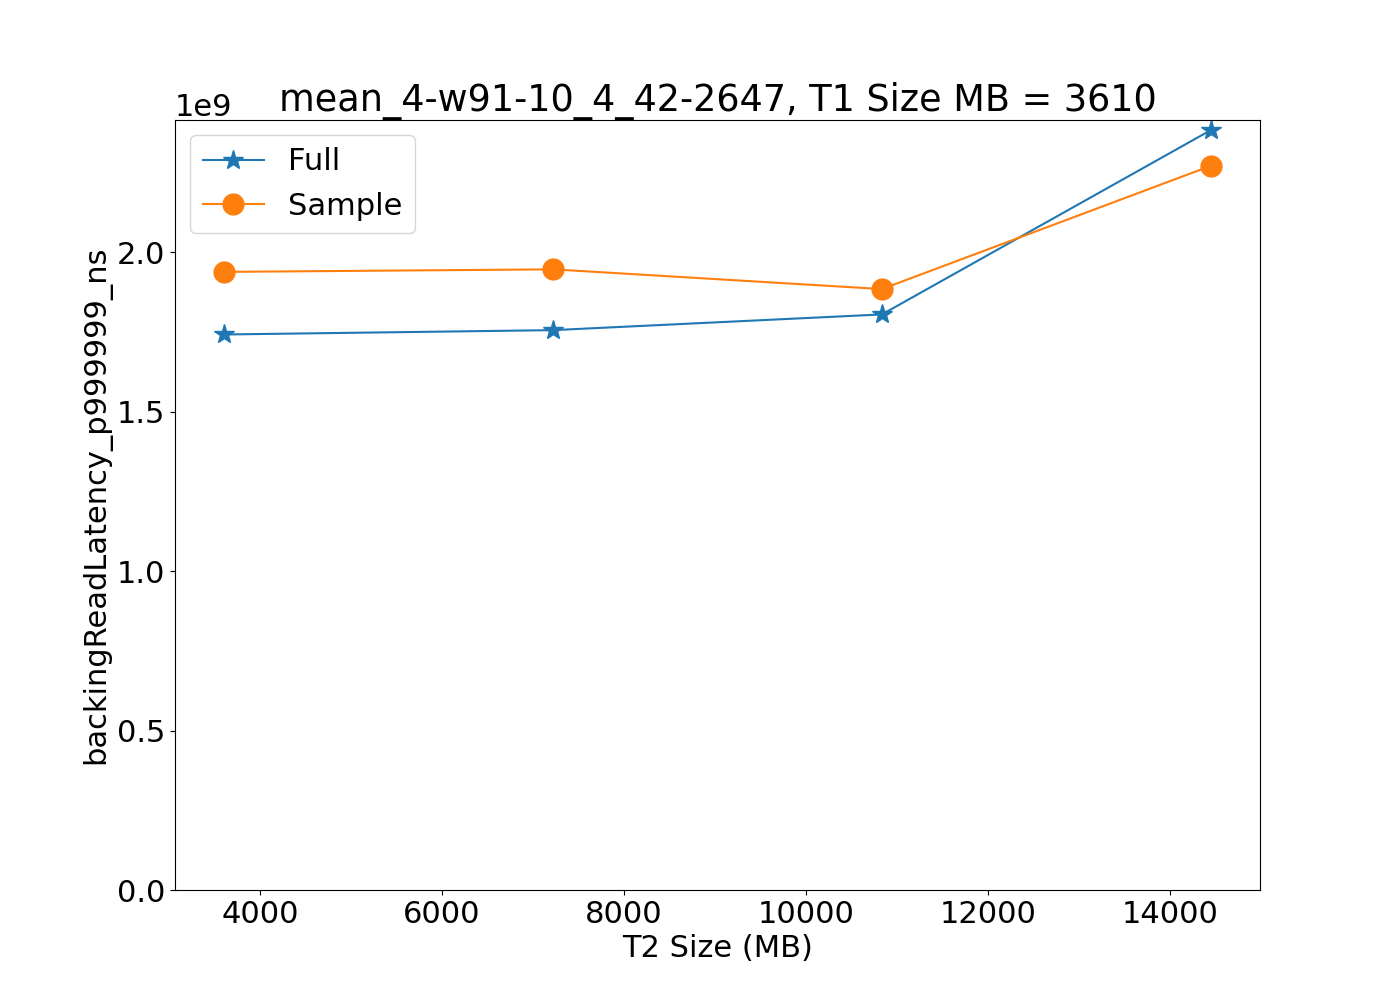 mean_4-w91-10_4_42-2647, T1 Size MB = 3610
1e9
Full
Sample
2.0
1.5
1.0
0.5
0.0
backingReadLatency_p999999_ns
4000 6000 8000 10000 12000 14000
T2 Size (MB)